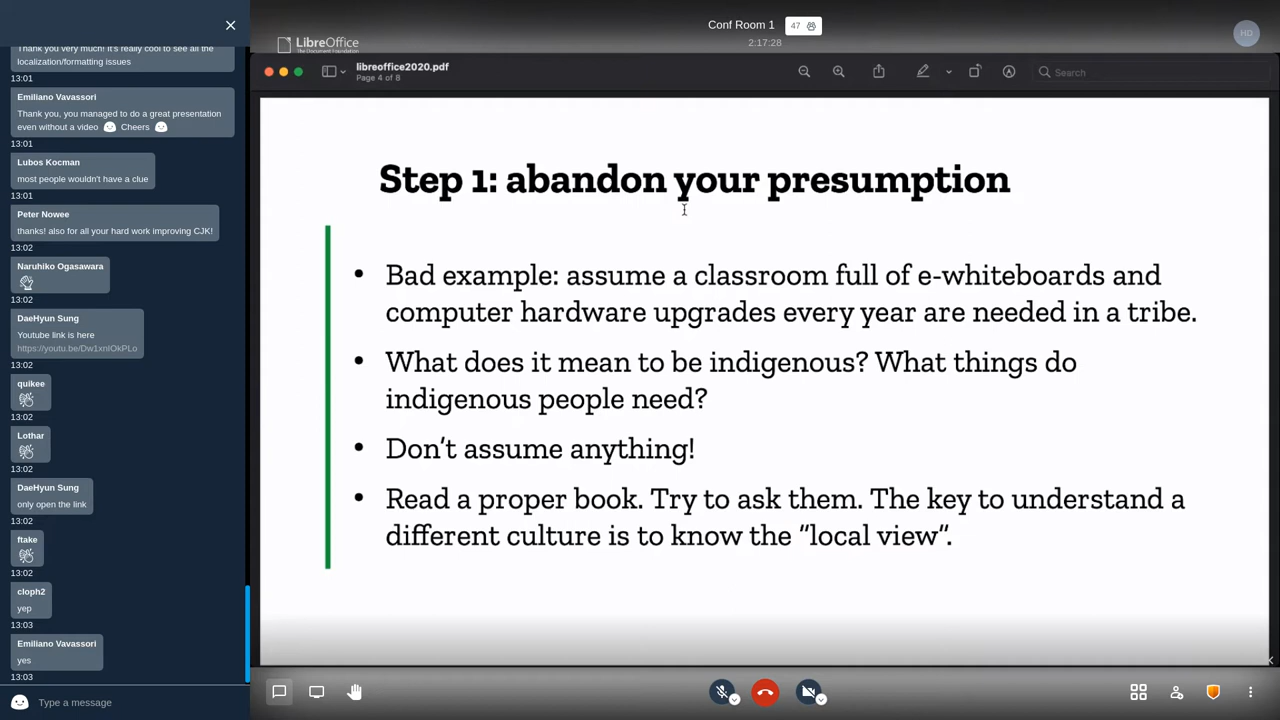 Thank you very much! It's really cool to see all the
localization/formatting issues
13:01
Emiliano Vavassori
Thank you, you managed to do a great presentation
even without a video Cheers
13:01
Lubos Kocman
most people wouldn't have a clue
13:01
Peter Nowee
thanks! also for all your hard work improving CJK!
13:02
Naruhiko Ogasawara
13:02
DaeHyun Sung
Youtube link is here
https://youtu.be/Dw1xnIOkPLo
13:02
quikee
13:02
Lothar
13:02
DaeHyun Sung
only open the link
13:02
ftake
13:02
cloph2
yep
13:03
Emiliano Vavassori
yes
13:03
Type a message
Conf Room 1
47
2:17:28
HD
LibreOffice
The Document Foundation
libreoffice2020.pdf
Page 4 of 8
Search
Step 1: abandon your presumption
• Bad example: assume a classroom full of e-whiteboards and
computer hardware upgrades every year are needed in a tribe.
• What does it mean to be indigenous? What things do
indigenous people need?
• Don't assume anything!
• Read a proper book. Try to ask them. The key to understand a
different culture is to know the "local view".